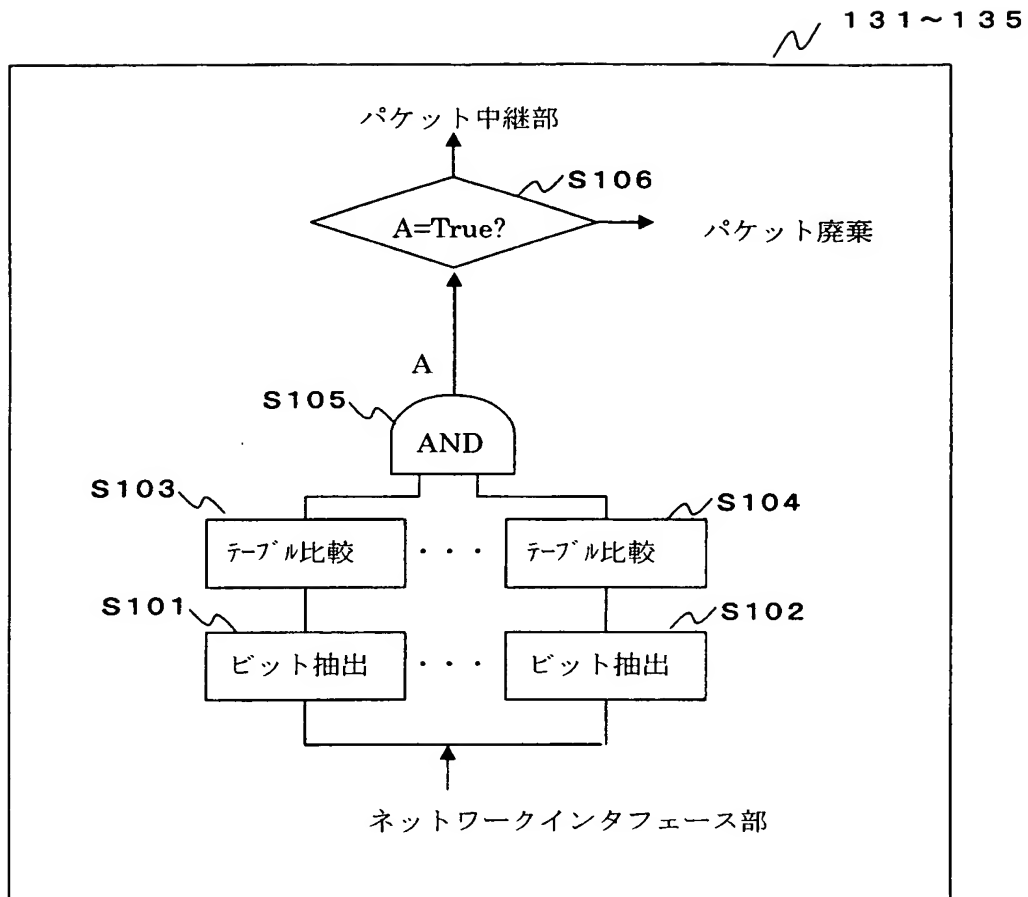 １３１～１３５
パケット中継部
S106
A=True?
パケット廃棄
A
S105
AND
S103
S104
ﾃｰﾌﾞﾙ比較
・・・
ﾃｰﾌﾞﾙ比較
S101
S102
ビット抽出
・・・
ビット抽出
ネットワークインタフェース部